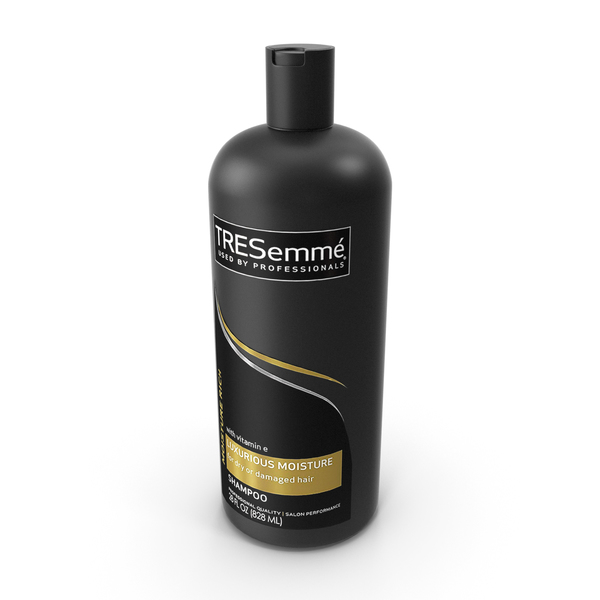 TRESemmé
USED BY PROFESSIONALS
MOISTURE RICH
with vitamin e
LUXURIOUS MOISTURE
for dry or damaged hair
SHAMPOO
PROFESSIONAL QUALITY | SALON PERFORMANCE
28 FL OZ (828 ML)